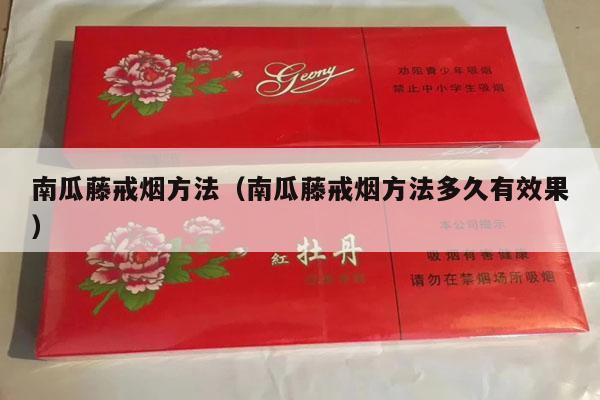 Geony
劝阻青少年吸烟
禁止中小学生吸烟
南瓜藤戒烟方法（南瓜藤戒烟方法多久有效果
）
本公司提示
紅 牡丹
吸烟有害健康
请勿在禁烟场所吸烟